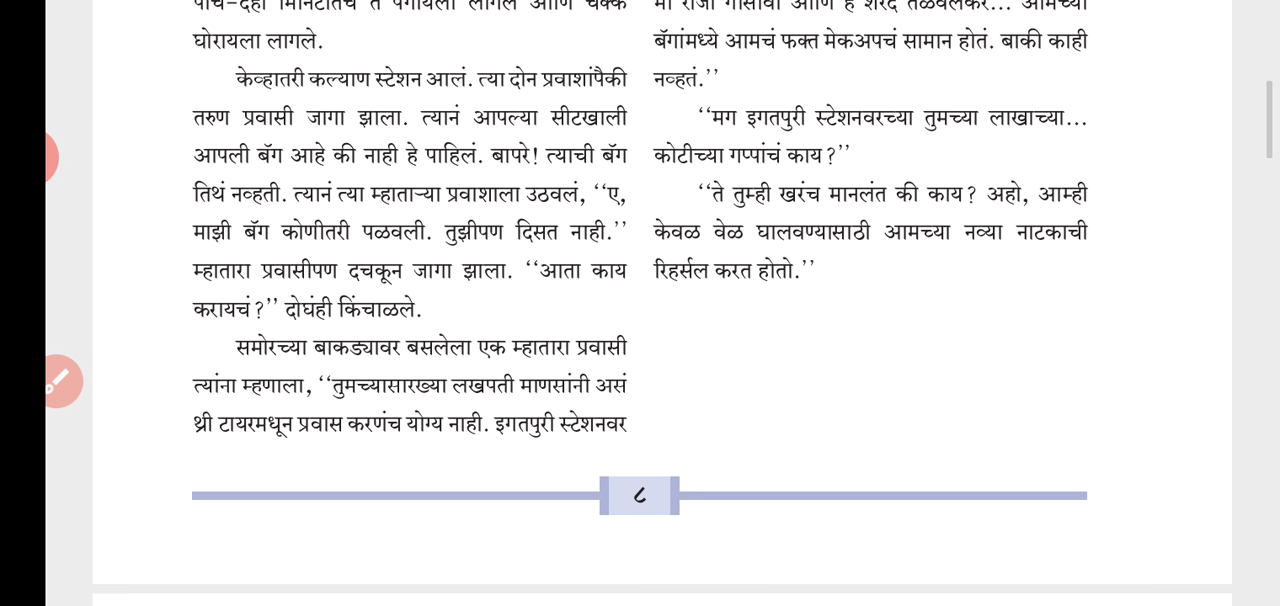 घोरायला लागले.
केव्हातरी कल्याण स्टेशन आलं. त्या दोन प्रवाशांपैकी
तरुण प्रवासी जागा झाला. त्यानं आपल्या सीटखाली
आपली बॅग आहे की नाही हे पाहिलं. बापरे! त्याची बॅग
तिथं नव्हती. त्यानं त्या म्हाताऱ्या प्रवाशाला उठवलं, ‘‘ए,
माझी बॅग कोणीतरी पळवली. तुझीपण दिसत नाही.’’
म्हातारा प्रवासीपण दचकून जागा झाला. ‘‘आता काय
करायचं?’’ दोघंही किंचाळले.
समोरच्या बाकड्यावर बसलेला एक म्हातारा प्रवासी
त्यांना म्हणाला, ‘‘तुमच्यासारख्या लखपती माणसांनी असं
थ्री टायरमधून प्रवास करणंच योग्य नाही. इगतपुरी स्टेशनवर
बॅगांमध्ये आमचं फक्त मेकअपचं सामान होतं. बाकी काही
नव्हतं.’’
‘‘मग इगतपुरी स्टेशनवरच्या तुमच्या लाखाच्या...
कोटीच्या गप्पांचं काय?’’
‘‘ते तुम्ही खरंच मानलंत की काय? अहो, आम्ही
केवळ वेळ घालवण्यासाठी आमच्या नव्या नाटकाची
रिहर्सल करत होतो.’’
८